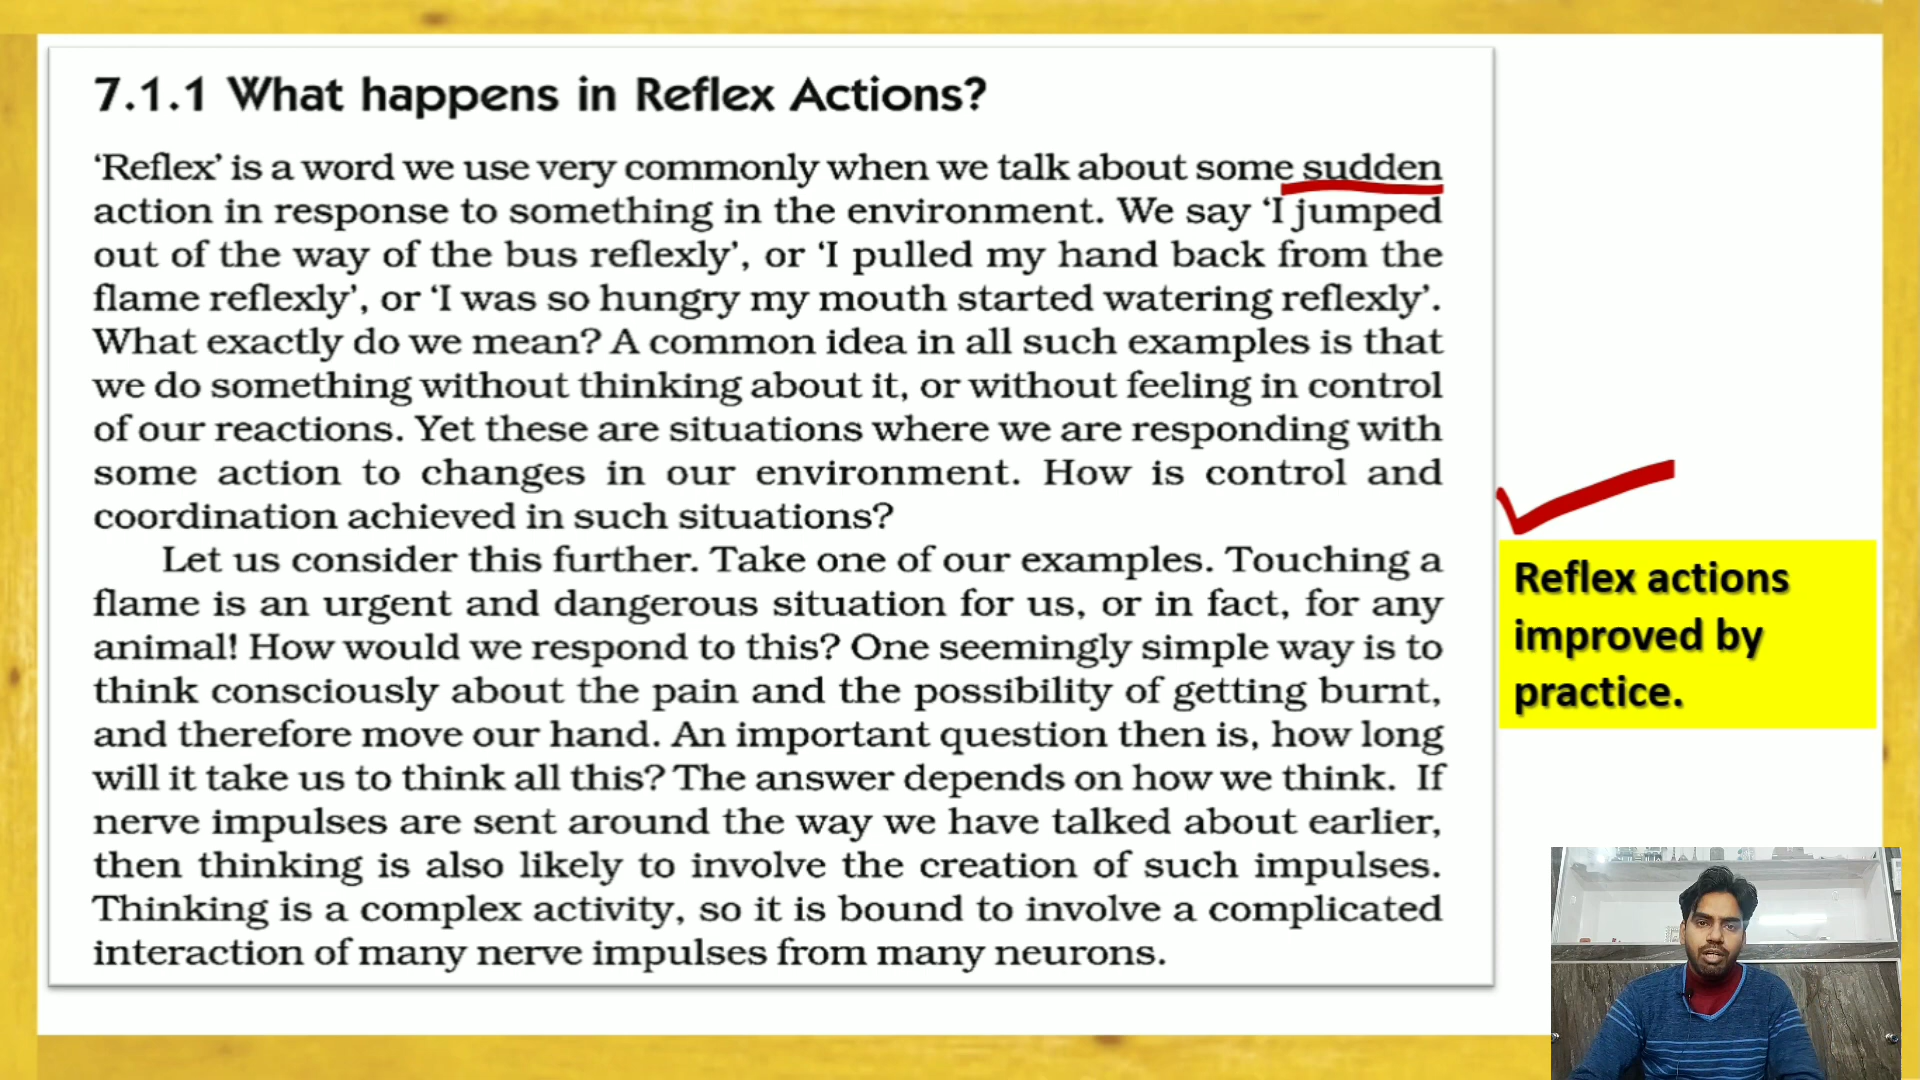 7.1.1 What happens in Reflex Actions?
‘Reflex’ is a word we use very commonly when we talk about some sudden
action in response to something in the environment. We say ‘I jumped
out of the way of the bus reflexly’, or ‘I pulled my hand back from the
flame reflexly’, or ‘I was so hungry my mouth started watering reflexly’.
What exactly do we mean? A common idea in all such examples is that
we do something without thinking about it, or without feeling in control
of our reactions. Yet these are situations where we are responding with
some action to changes in our environment. How is control and
coordination achieved in such situations?
Let us consider this further. Take one of our examples. Touching a
flame is an urgent and dangerous situation for us, or in fact, for any
animal! How would we respond to this? One seemingly simple way is to
think consciously about the pain and the possibility of getting burnt,
and therefore move our hand. An important question then is, how long
will it take us to think all this? The answer depends on how we think. If
nerve impulses are sent around the way we have talked about earlier,
then thinking is also likely to involve the creation of such impulses.
Thinking is a complex activity, so it is bound to involve a complicated
interaction of many nerve impulses from many neurons.
Reflex actions
improved by
practice.